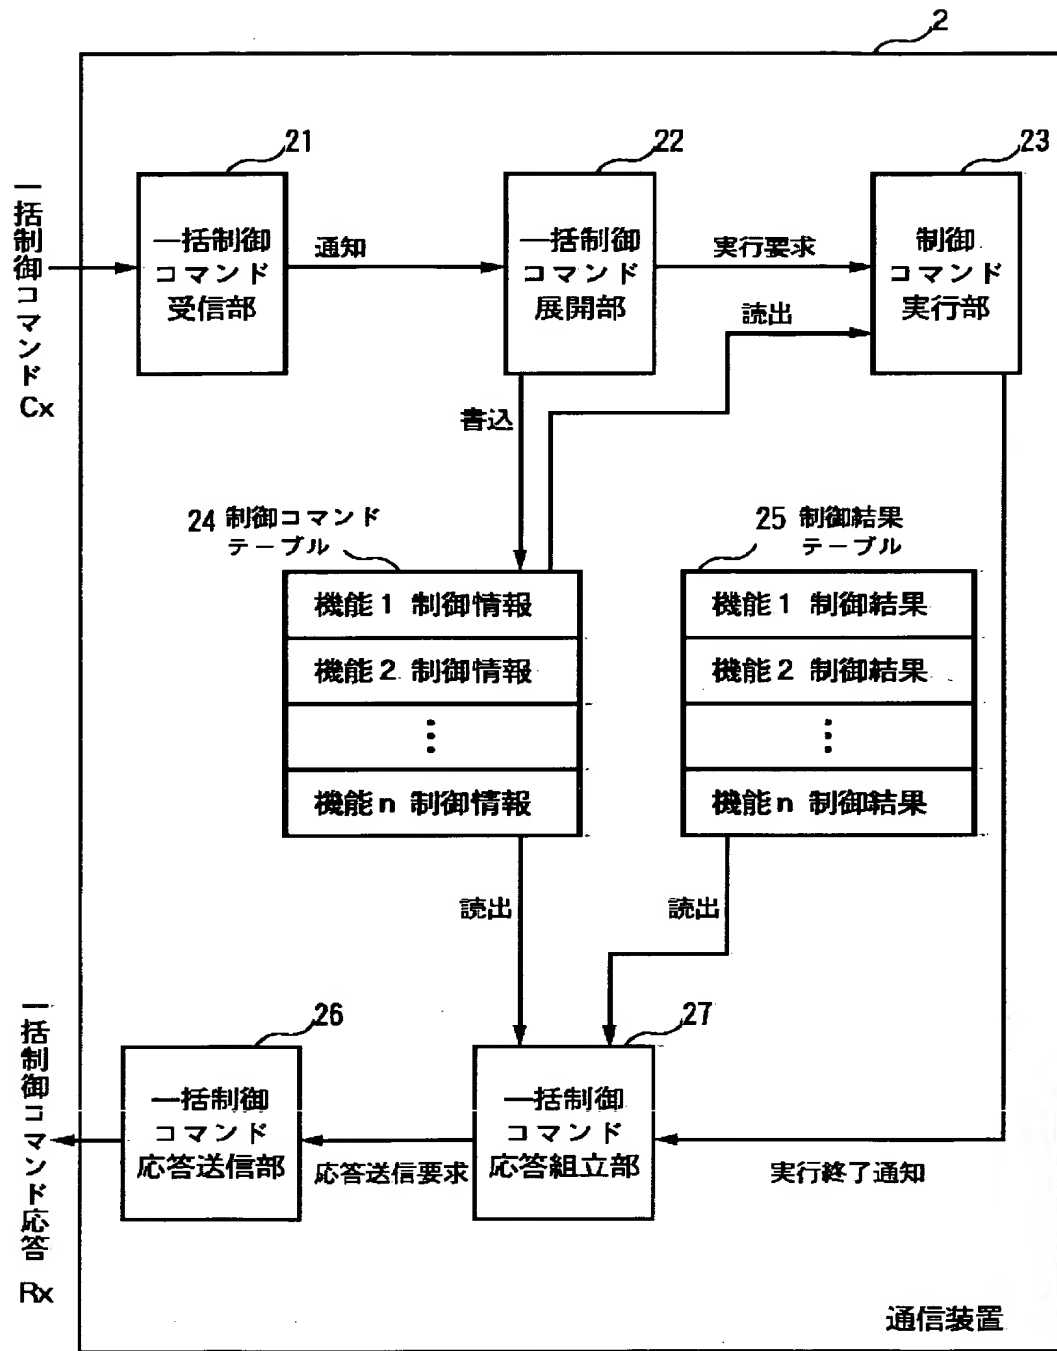 2
21
22
23
一括制御コマンド Cx
一括制御
コマンド
受信部
通知
一括制御
コマンド
展開部
実行要求
制御
コマンド
実行部
読出
書込
24 制御コマンド
テーブル
25 制御結果
テーブル
機能1 制御情報
機能2 制御情報
⋮
機能n 制御情報
機能1 制御結果
機能2 制御結果
⋮
機能n 制御結果
読出
読出
26
27
一括制御コマンド応答 Rx
一括制御
コマンド
応答送信部
応答送信要求
一括制御
コマンド
応答組立部
実行終了通知
通信装置